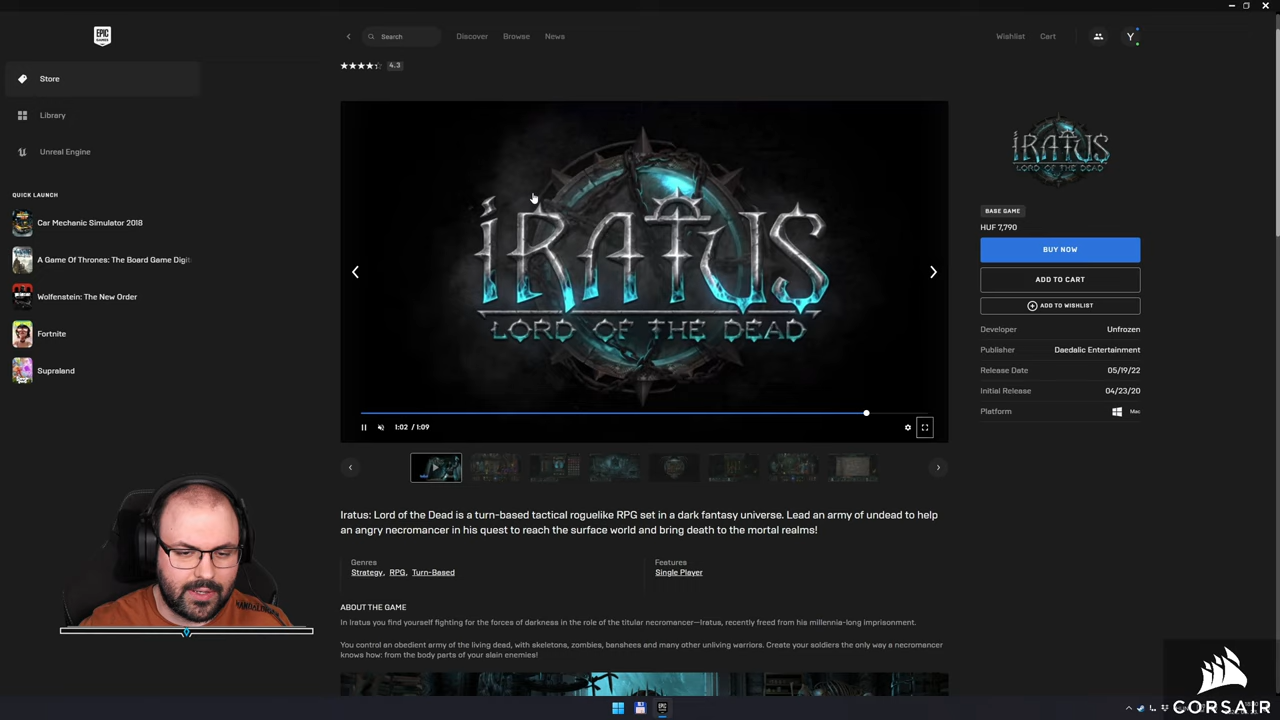 EPIC
GAMES
Search
Discover
Browse
News
Wishlist
Cart
Y
Store
Library
Unreal Engine
QUICK LAUNCH
Car Mechanic Simulator 2018
A Game Of Thrones: The Board Game Digit
Wolfenstein: The New Order
Fortnite
Supraland
4.3
IRATUS
LORD OF THE DEAD
1:02 / 1:09
IRATUS
LORD OF THE DEAD
BASE GAME
HUF 7,790
BUY NOW
ADD TO CART
ADD TO WISHLIST
Developer Unfrozen
Publisher Daedalic Entertainment
Release Date 05/19/22
Initial Release 04/23/20
Platform Mac
Iratus: Lord of the Dead is a turn-based tactical roguelike RPG set in a dark fantasy universe. Lead an army of undead to help
an angry necromancer in his quest to reach the surface world and bring death to the mortal realms!
Genres
Strategy, RPG, Turn-Based
Features
Single Player
ABOUT THE GAME
In Iratus you find yourself fighting for the forces of darkness in the role of the titular necromancer—Iratus, recently freed from his millennia-long imprisonment.
You control an obedient army of the living dead, with skeletons, zombies, banshees and many other unliving warriors. Create your soldiers the only way a necromancer
knows how: from the body parts of your slain enemies!
CORSAIR